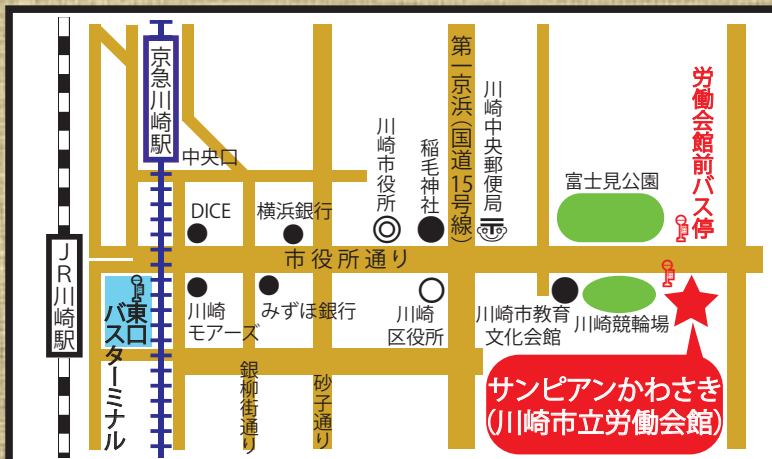 京急川崎駅
中央口
JR川崎駅
東口
バスターミナル
DICE
横浜銀行
川崎市役所
稲毛神社
第一京浜(国道15号線)
川崎中央郵便局
富士見公園
労働会館前バス停
市役所通り
川崎
モアーズ
みずほ銀行
川崎
区役所
川崎市教育
文化会館
川崎競輪場
銀柳街通り
砂子通り
サンピアンかわさき
(川崎市立労働会館)